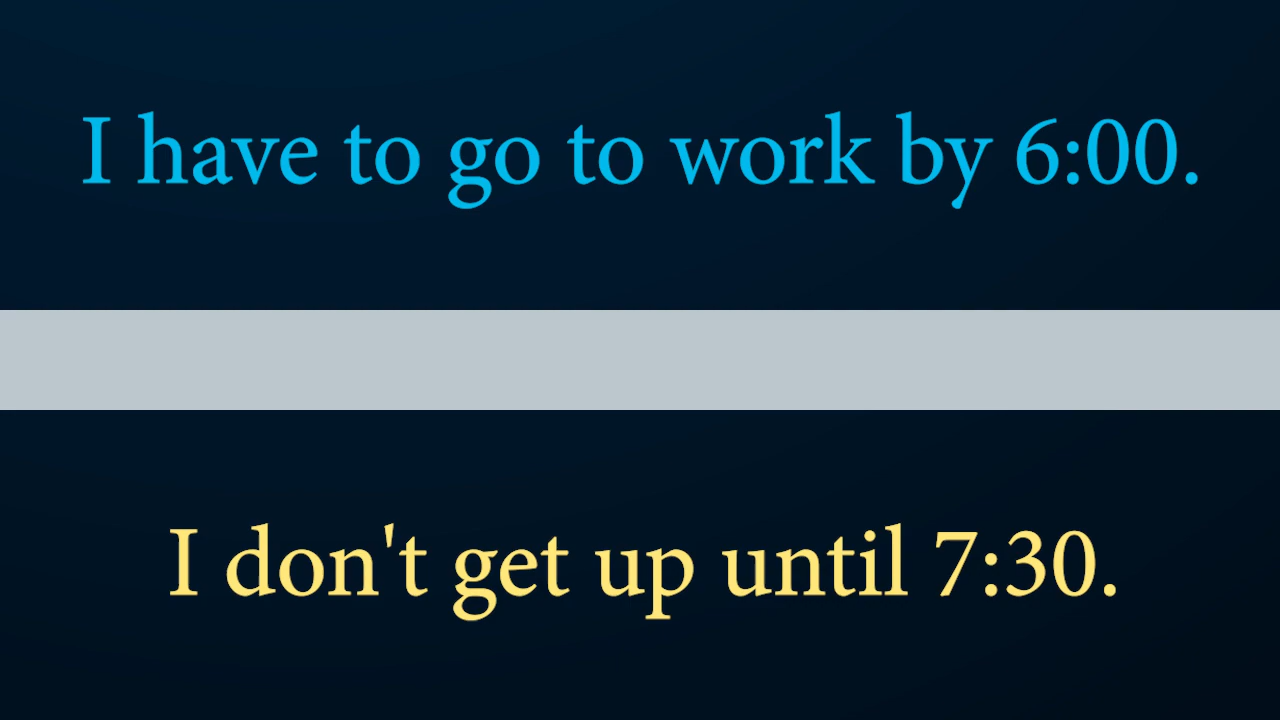 I have to go to work by 6:00.
I don't get up until 7:30.